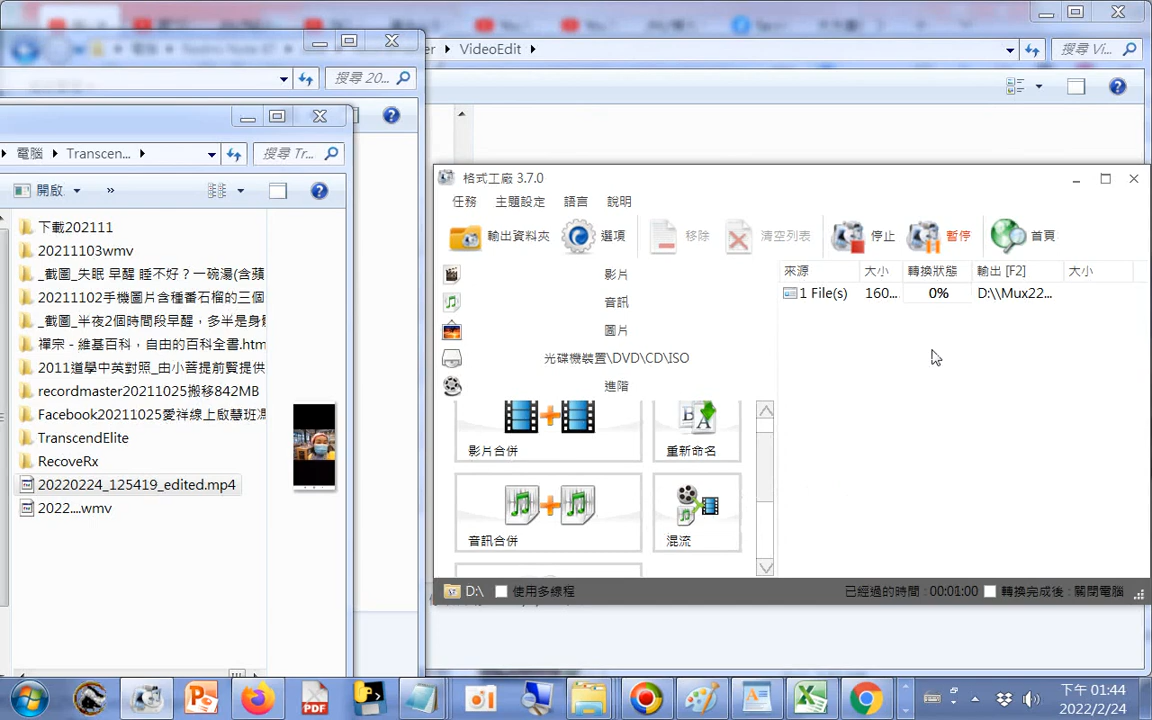 VideoEdit
搜尋 Vi...
搜尋 20...
電腦 Transcen...
搜尋 Tr...
開啟 »
下載202111
20211103wmv
_截圖_失眠 早醒 睡不好？一碗湯(含蘋
20211102手機圖片含種番石榴的三個
_截圖_半夜2個時間段早醒，多半是身
禪宗 - 維基百科，自由的百科全書.htm
2011道學中英對照_由小菩提前賢提供
recordmaster20211025搬移842MB
Facebook20211025愛祥線上啟慧班
TranscendElite
RecoveRx
20220224_125419_edited.mp4
2022....wmv
格式工廠 3.7.0
任務 主題設定 語言 說明
輸出資料夾 選項 移除 清空列表 停止 暫停 首頁
影片
音訊
圖片
光碟機裝置\DVD\CD\ISO
進階
影片合併 重新命名
音訊合併 混流
來源 大小 轉換狀態 輸出 [F2] 大小
1 File(s) 160... 0% D:\\Mux22...
D:\ 使用多線程 已經過的時間 : 00:01:00 轉換完成後 : 關閉電腦
PDF
下午 01:44
2022/2/24